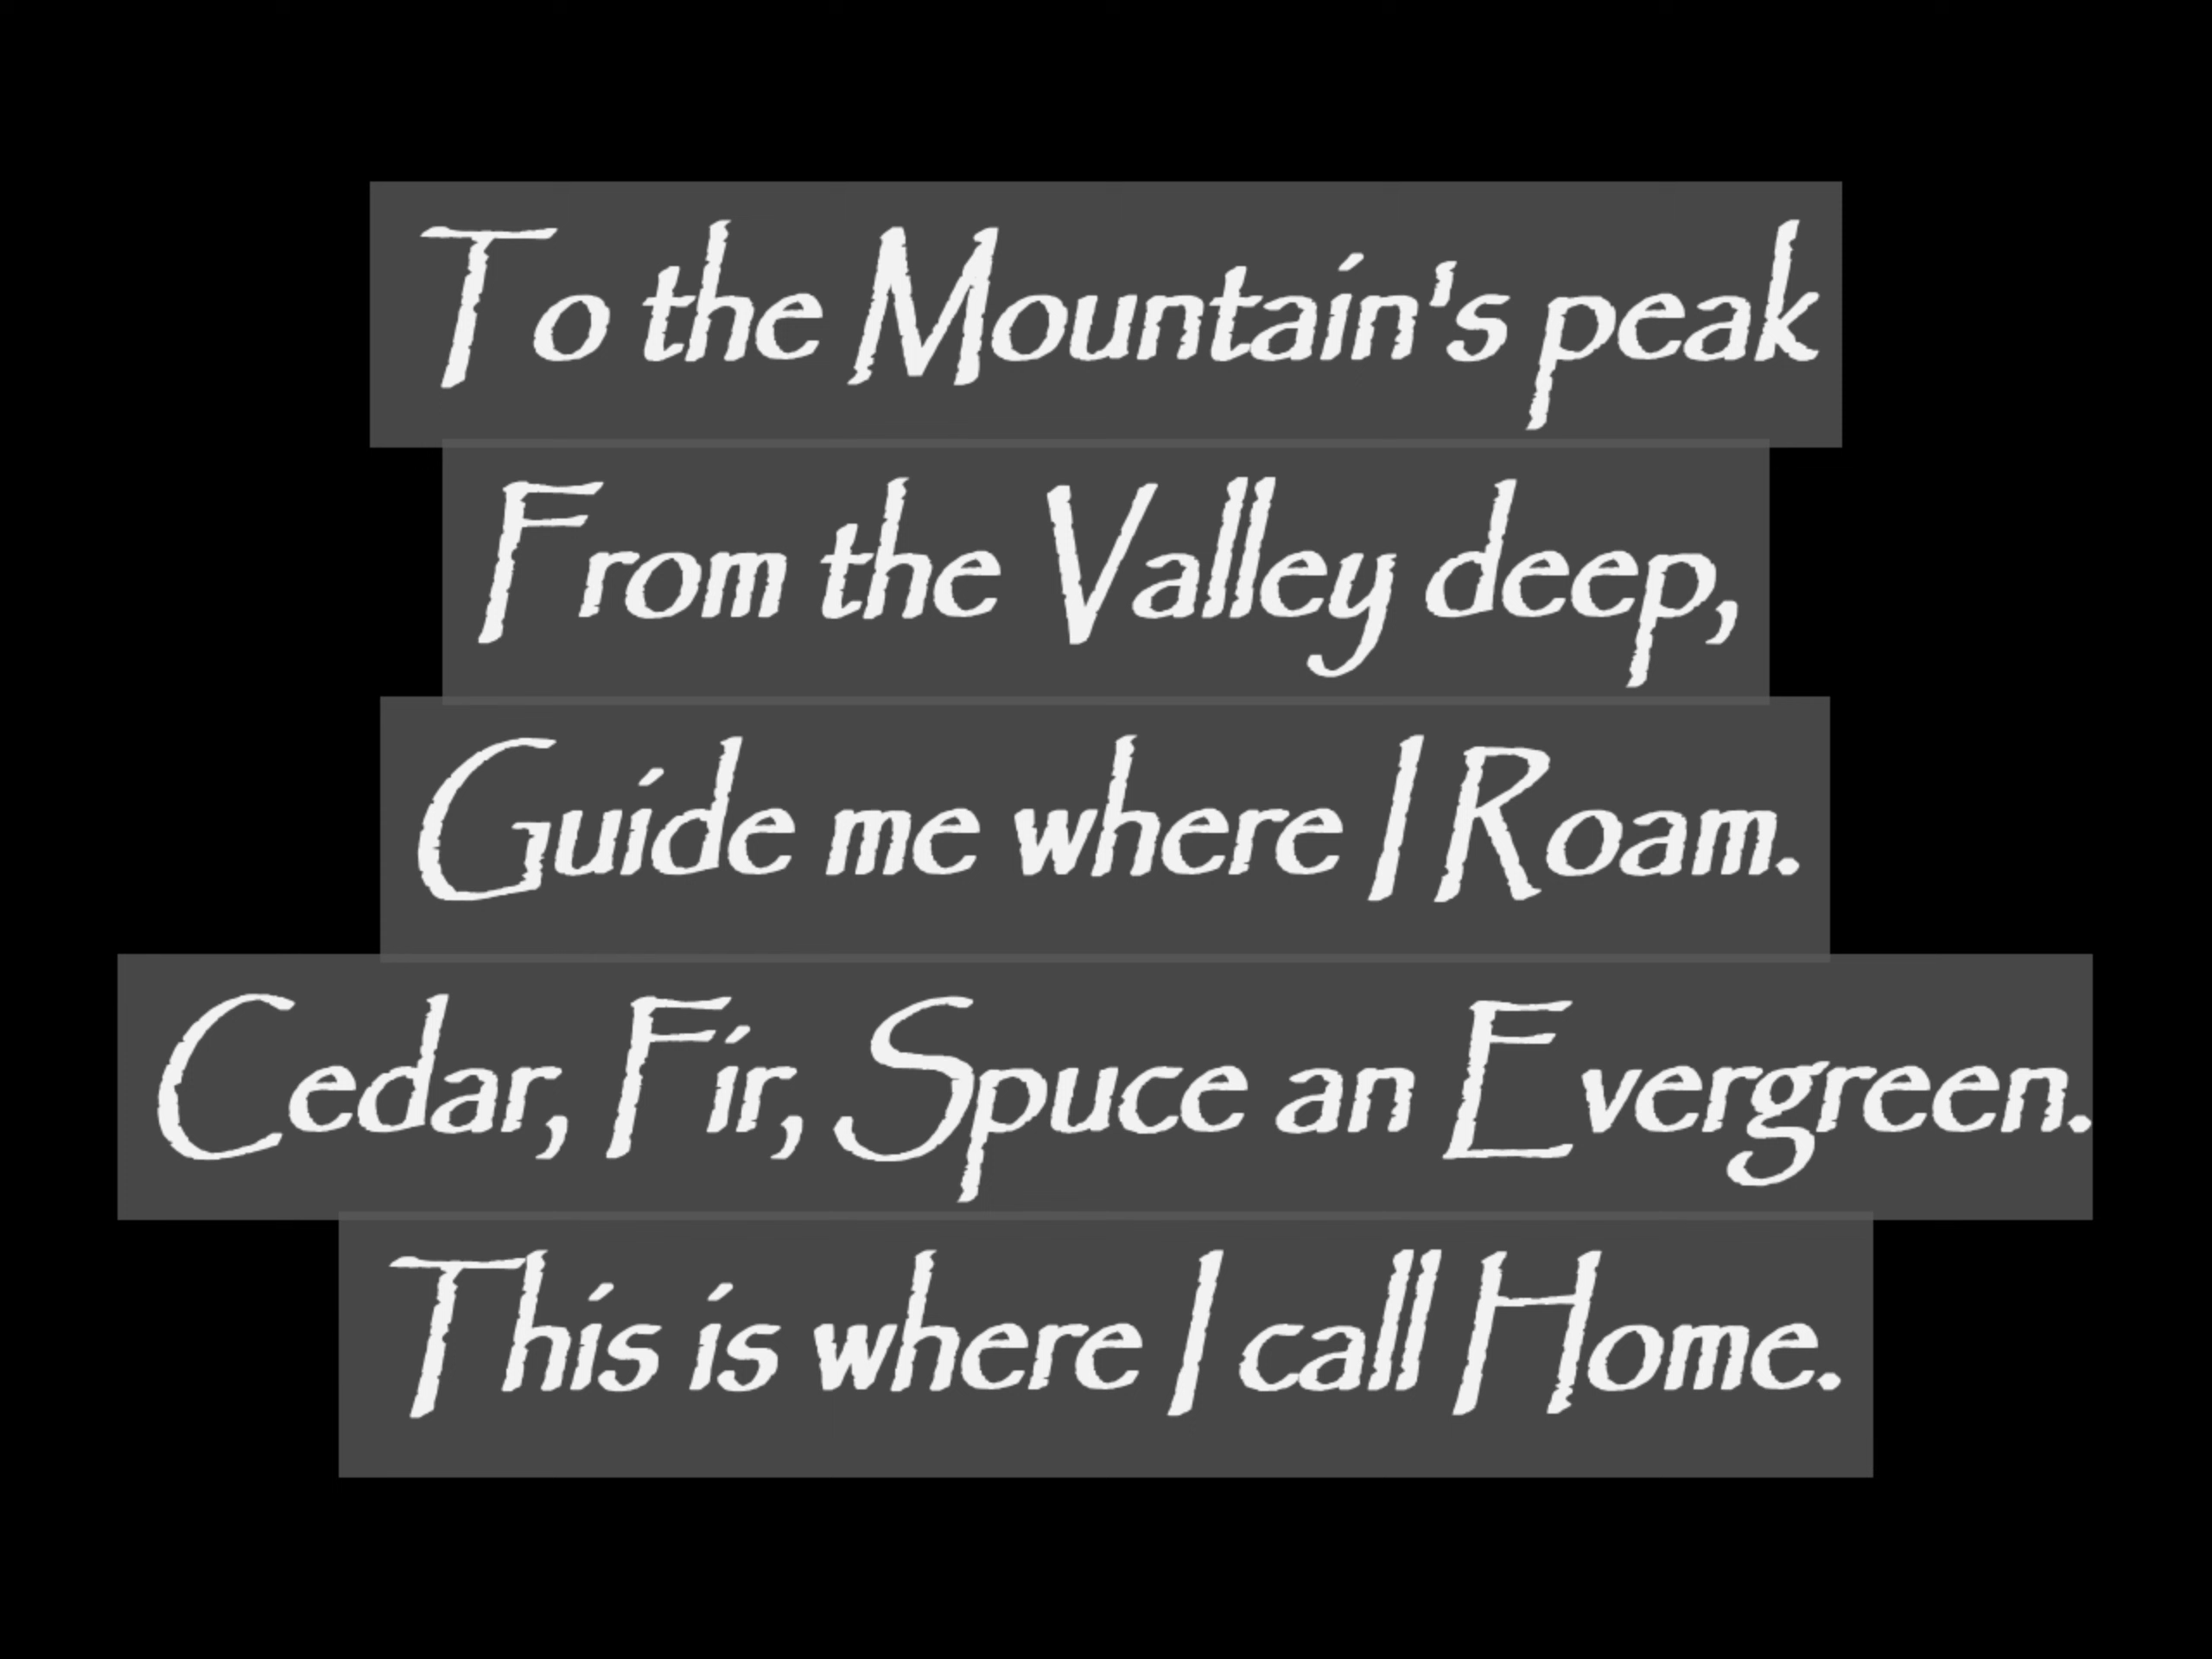 To the Mountain's peak
From the Valley deep,
Guide me where I Roam.
Cedar, Fir, Spuce an Evergreen.
This is where I call Home.